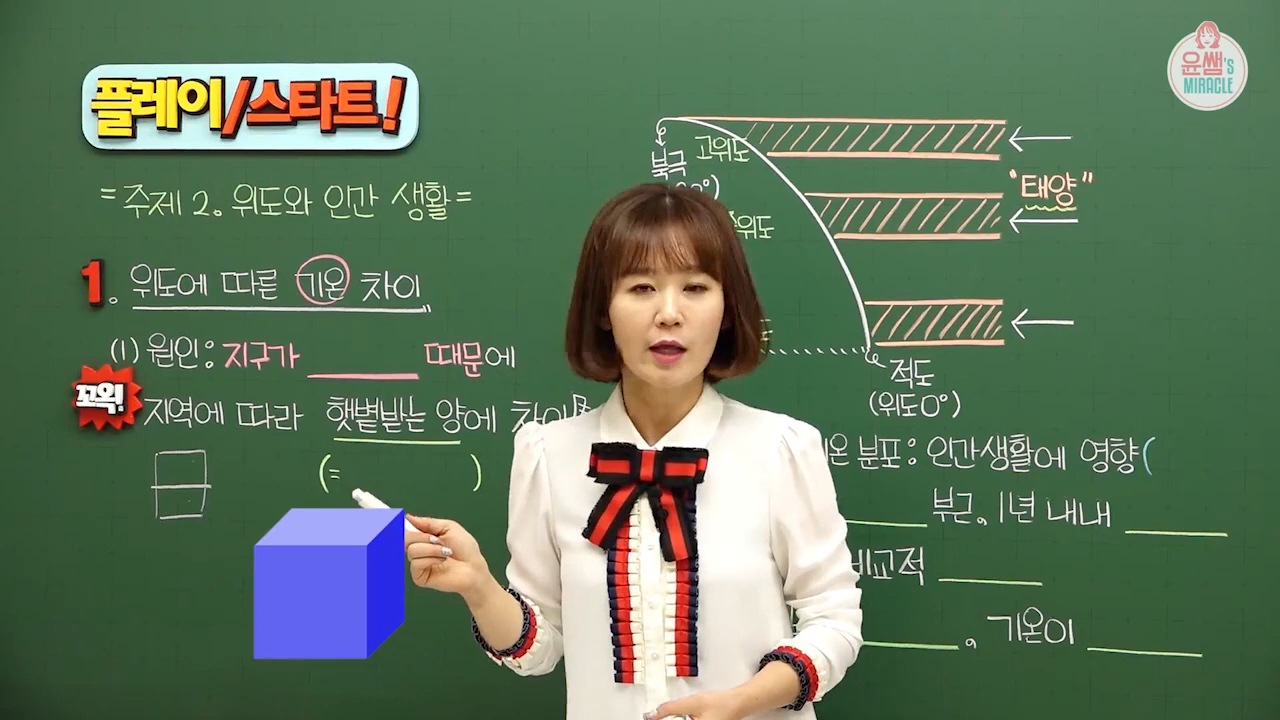 플레이/스타트!
윤쌤's
MIRACLE
= 주제 2. 위도와 인간 생활 =
1. 위도에 따른 기온 차이
(1) 원인 : 지구가 때문에
꼬옥!
지역에 따라 햇볕받는 양에 차이
(= )
북극
고위도
위도
"태양"
적도
(위도0°)
온 분포 : 인간생활에 영향(
부근. 1년 내내
비교적
. 기온이